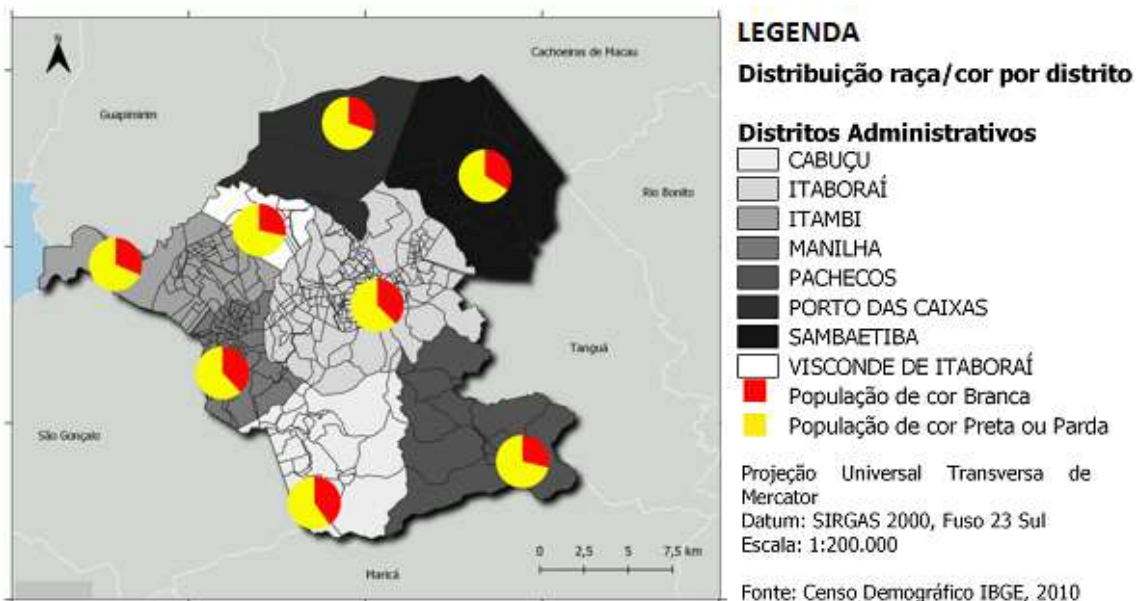 N
Cachoeiras de Macau
Guapimirim
Rio Bonito
Tanguá
São Gonçalo
Maricá
0 2,5 5 7,5 km
LEGENDA
Distribuição raça/cor por distrito
Distritos Administrativos
CABUÇU
ITABORAÍ
ITAMBI
MANILHA
PACHECOS
PORTO DAS CAIXAS
SAMBAETIBA
VISCONDE DE ITABORAÍ
População de cor Branca
População de cor Preta ou Parda
Projeção Universal Transversa de
Mercator
Datum: SIRGAS 2000, Fuso 23 Sul
Escala: 1:200.000
Fonte: Censo Demográfico IBGE, 2010